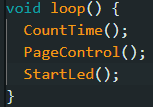 void loop() {
  CountTime();
  PageControl();
  StartLed();
}